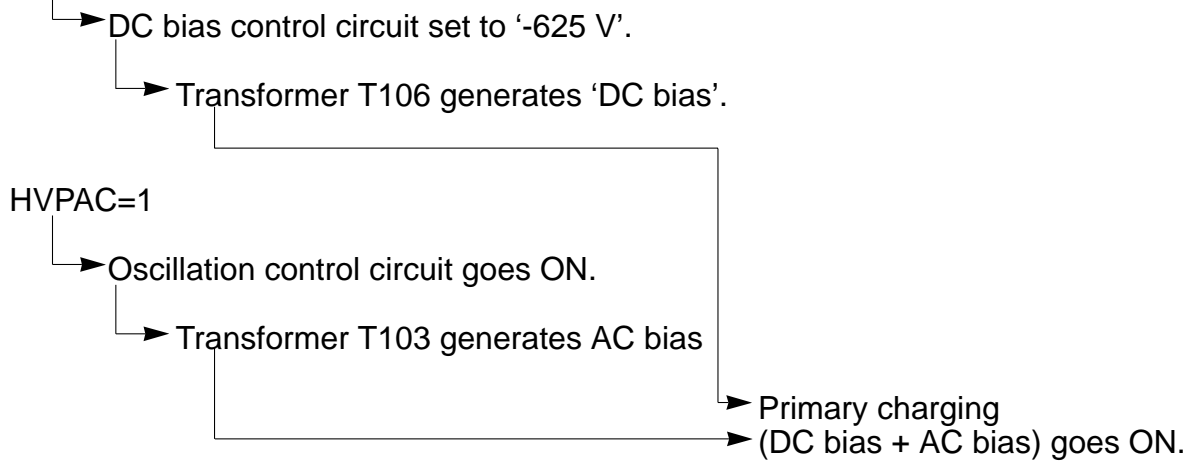 DC bias control circuit set to ‘-625 V’.
Transformer T106 generates ‘DC bias’.
HVPAC=1
Oscillation control circuit goes ON.
Transformer T103 generates AC bias
Primary charging
(DC bias + AC bias) goes ON.